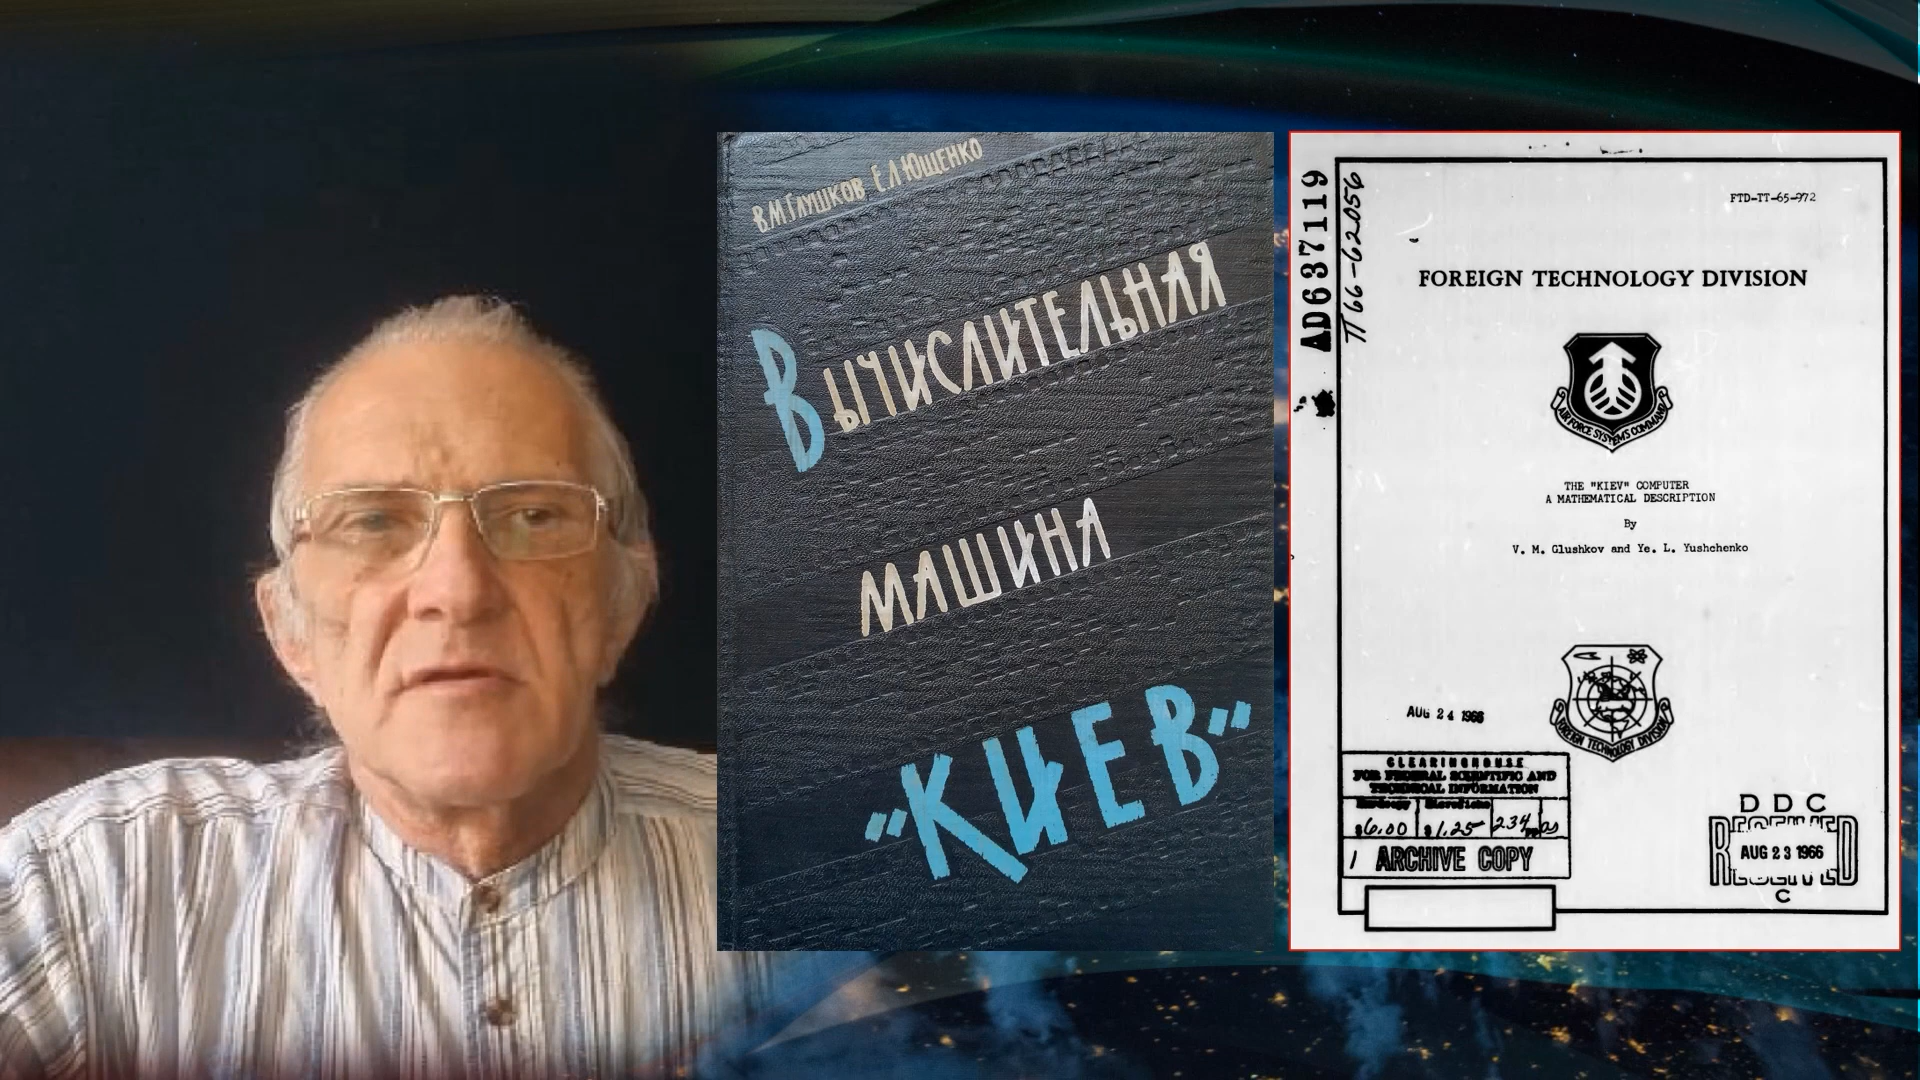 В.М.Глушков Е.Л.Ющенко
Вычислительная
машина
"Киев"
AD637119
TT 66-62056
FTD-TT-65-972
FOREIGN TECHNOLOGY DIVISION
AIR FORCE SYSTEMS COMMAND
THE "KIEV" COMPUTER
A MATHEMATICAL DESCRIPTION
By
V. M. Glushkov and Ye. L. Yushchenko
FOREIGN TECHNOLOGY DIVISION
AUG 24 1966
CLEARINGHOUSE
FOR FEDERAL SCIENTIFIC AND
TECHNICAL INFORMATION
Hardcopy Microfiche
$6.00 $1.25 234 pp
1 ARCHIVE COPY
D D C
RECEIVED
AUG 23 1966
C